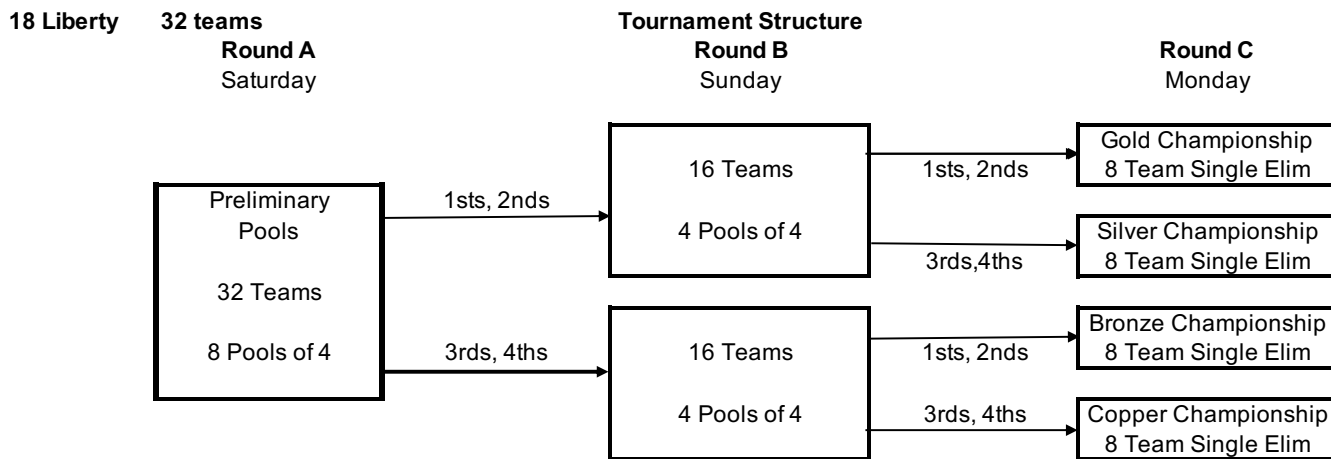 18 Liberty 32 teams Tournament Structure
Round A Round B Round C
Saturday Sunday Monday
Preliminary
Pools
32 Teams
8 Pools of 4
1sts, 2nds
3rds, 4ths
16 Teams
4 Pools of 4
16 Teams
4 Pools of 4
1sts, 2nds
3rds,4ths
1sts, 2nds
3rds, 4ths
Gold Championship
8 Team Single Elim
Silver Championship
8 Team Single Elim
Bronze Championship
8 Team Single Elim
Copper Championship
8 Team Single Elim